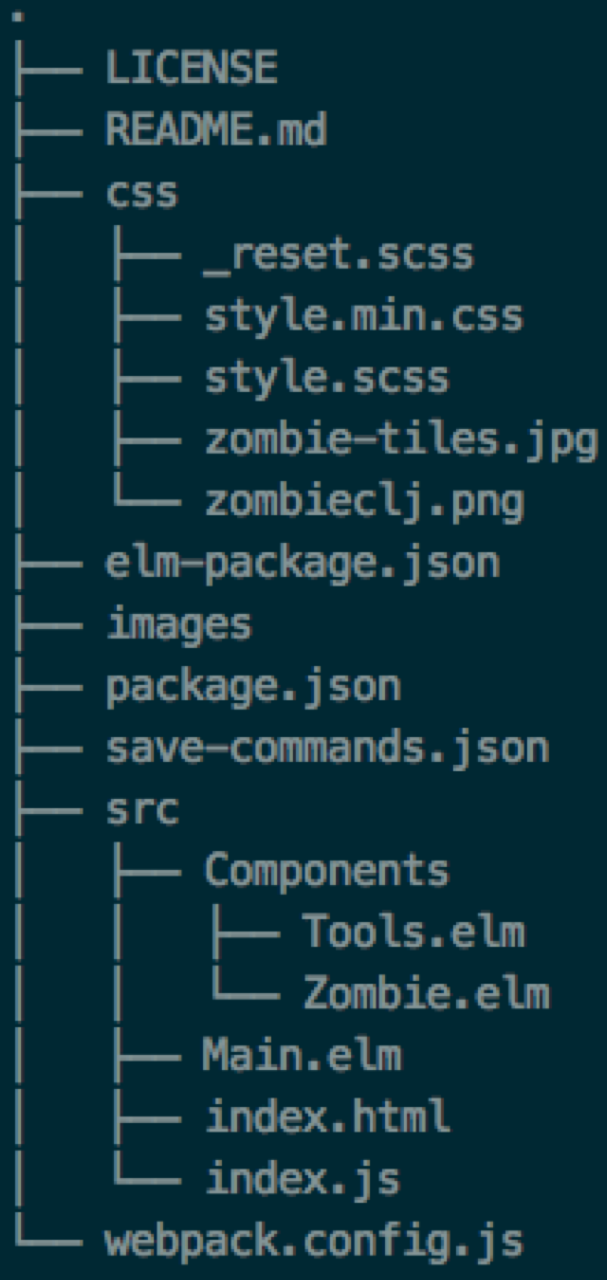 .
├── LICENSE
├── README.md
├── css
│   ├── _reset.scss
│   ├── style.min.css
│   ├── style.scss
│   ├── zombie-tiles.jpg
│   └── zombieclj.png
├── elm-package.json
├── images
├── package.json
├── save-commands.json
├── src
│   ├── Components
│   │   ├── Tools.elm
│   │   └── Zombie.elm
│   ├── Main.elm
│   ├── index.html
│   └── index.js
└── webpack.config.js